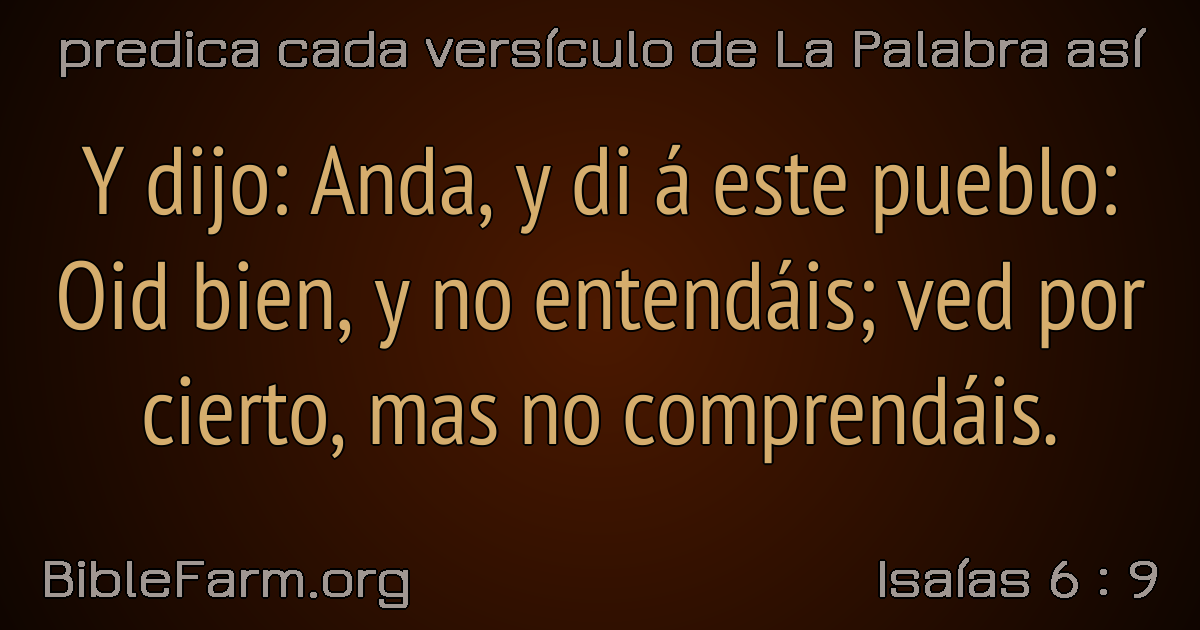 predica cada versículo de La Palabra así
Y dijo: Anda, y di á este pueblo:
Oid bien, y no entendáis; ved por
cierto, mas no comprendáis.
BibleFarm.org
Isaías 6 : 9